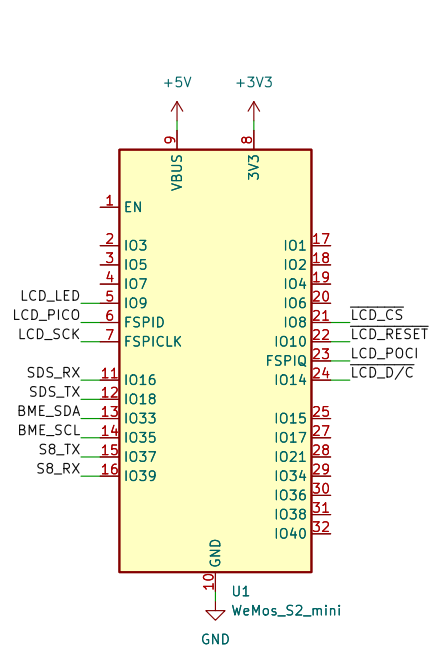 +5V +3V3
9 8
VBUS 3V3
1 EN
2 IO3 IO1 17
3 IO5 IO2 18
4 IO7 IO4 19
LCD_LED 5 IO9 IO6 20
LCD_PICO 6 FSPID IO8 21 LCD_CS
LCD_SCK 7 FSPICLK IO10 22 LCD_RESET
FSPIQ 23 LCD_POCI
SDS_RX 11 IO16 IO14 24 LCD_D/C
SDS_TX 12 IO18
BME_SDA 13 IO33 IO15 25
BME_SCL 14 IO35 IO17 27
S8_TX 15 IO37 IO21 28
S8_RX 16 IO39 IO34 29
IO36 30
IO38 31
IO40 32
GND
10
U1
WeMos_S2_mini
GND